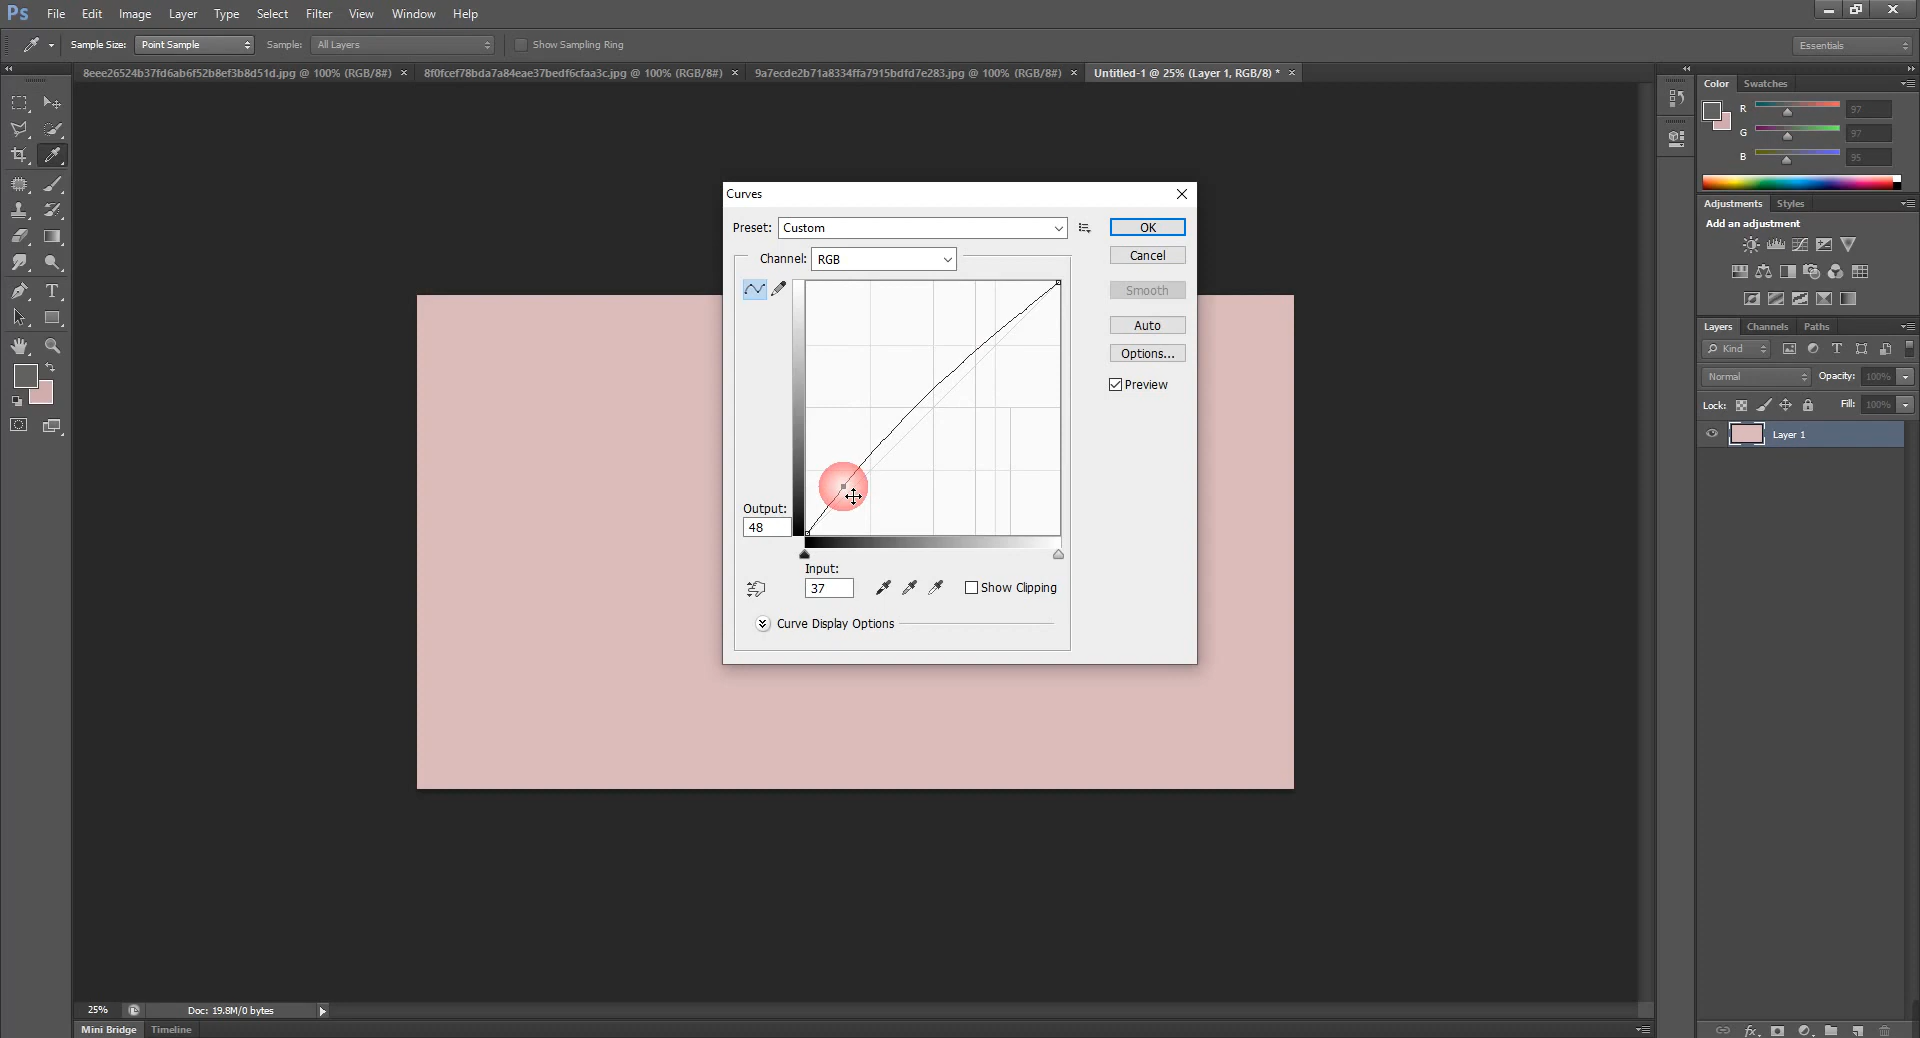 Ps File Edit Image Layer Type Select Filter View Window Help
Sample Size: Point Sample Sample: All Layers Show Sampling Ring Essentials
8eee26524b37fd6ab6f52b8ef3b8d51d.jpg @ 100% (RGB/8#) 8f0fcef78bda7a84eae37bedf6cfaa3c.jpg @ 100% (RGB/8#) 9a7ecde2b71a8334ffa7915bdfd7e283.jpg @ 100% (RGB/8#) Untitled-1 @ 25% (Layer 1, RGB/8) *
Color Swatches
R 97
G 97
B 95
Adjustments Styles
Add an adjustment
Layers Channels Paths
Kind T
Normal Opacity: 100%
Lock: Fill: 100%
Layer 1
Curves
Preset: Custom OK
Channel: RGB Cancel
Smooth
Auto
Options...
Preview
Output:
48
Input:
37
Show Clipping
Curve Display Options
25% Doc: 19.8M/0 bytes
Mini Bridge Timeline
fx